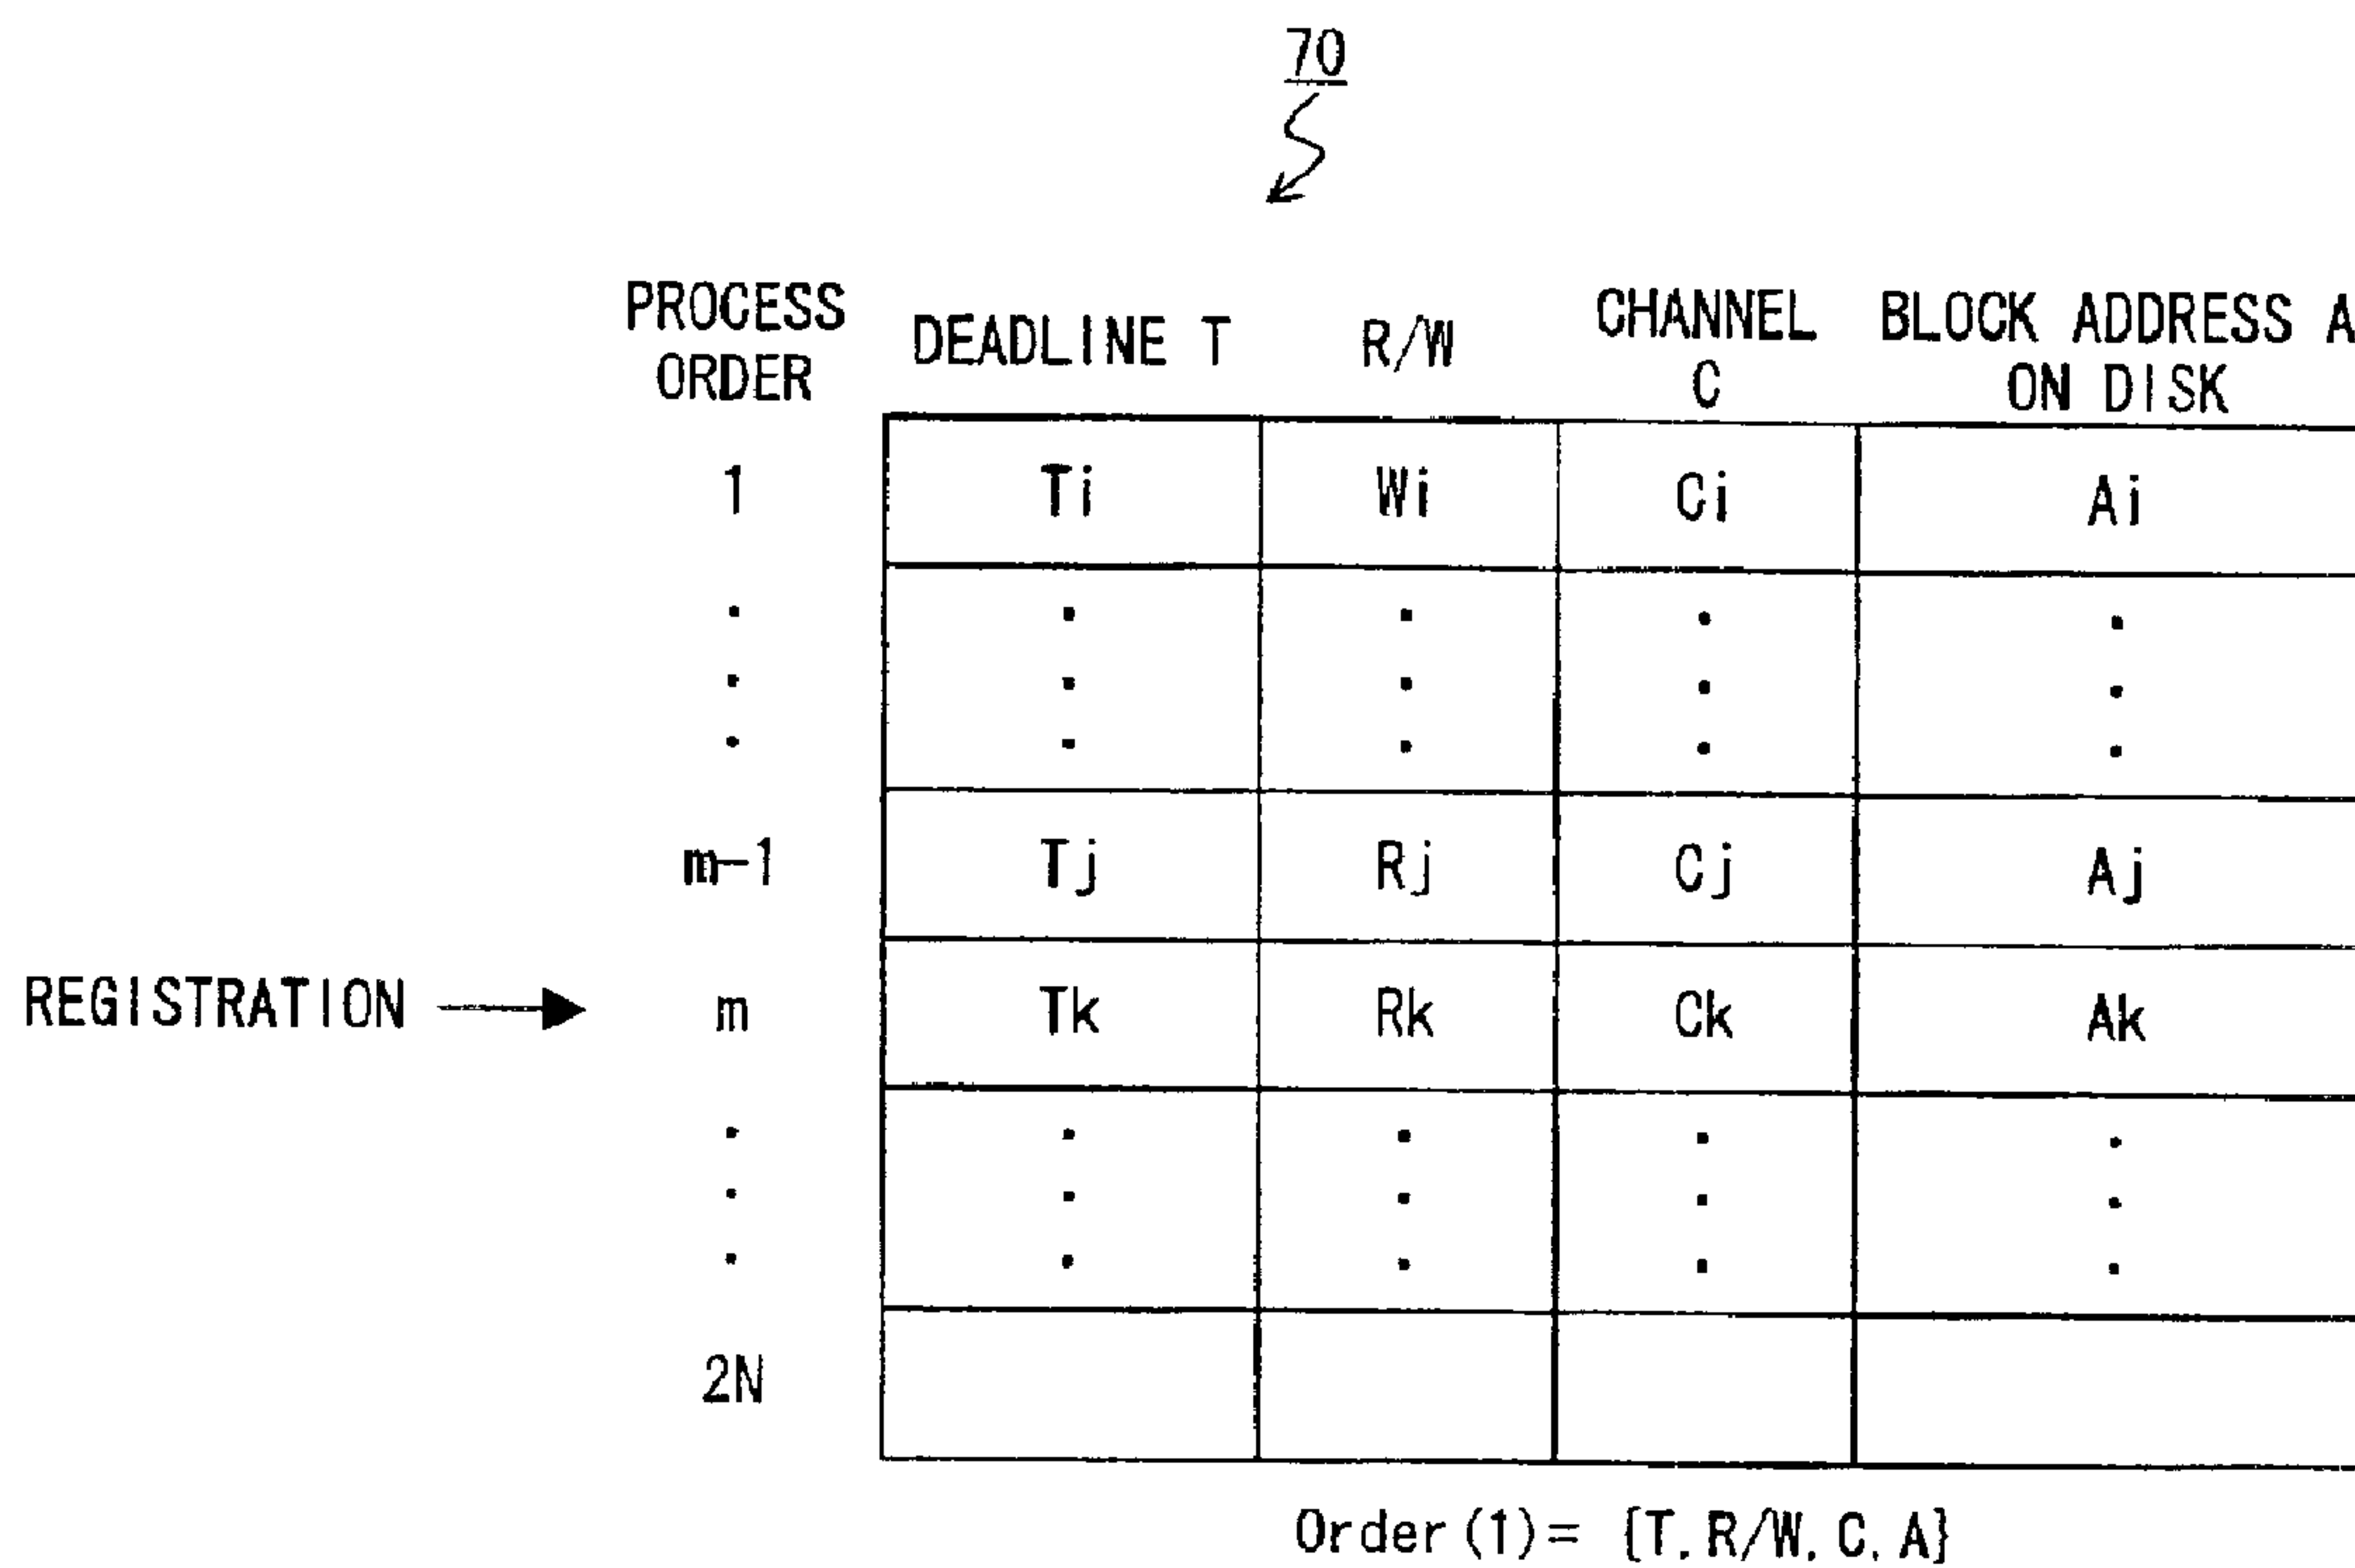 70
PROCESS ORDER
DEADLINE T
R/W
CHANNEL C
BLOCK ADDRESS A ON DISK
1 Ti Wi Ci Ai
m-1 Tj Rj Cj Aj
REGISTRATION m Tk Rk Ck Ak
2N
Order(1)= {T, R/W, C, A}